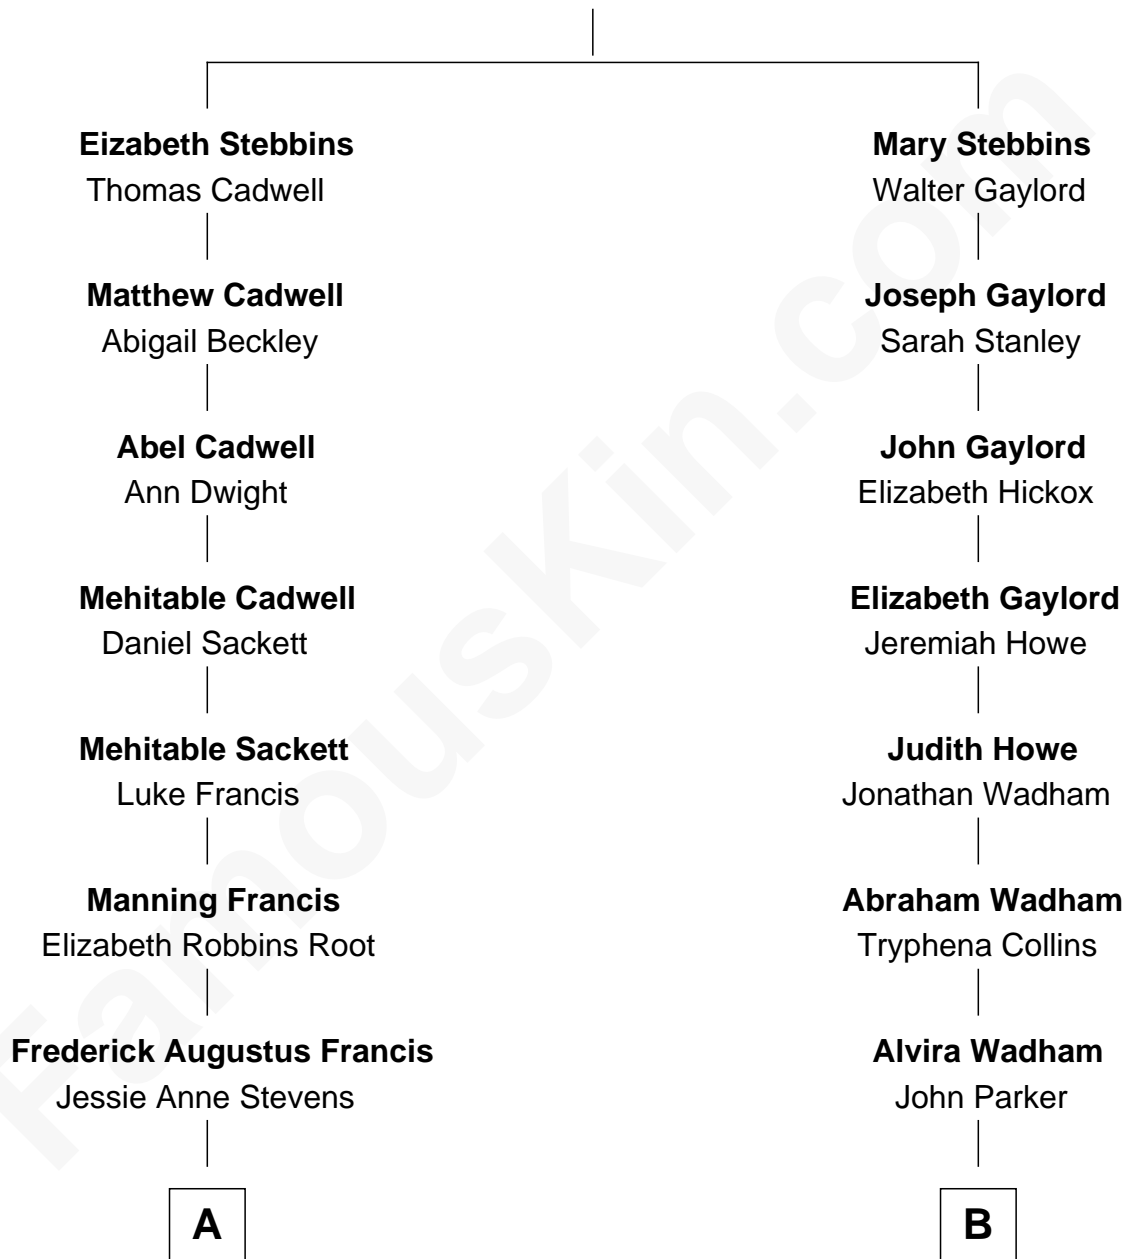 Eizabeth Stebbins
Thomas Cadwell
Mary Stebbins
Walter Gaylord
Matthew Cadwell
Abigail Beckley
Joseph Gaylord
Sarah Stanley
Abel Cadwell
Ann Dwight
John Gaylord
Elizabeth Hickox
Mehitable Cadwell
Daniel Sackett
Elizabeth Gaylord
Jeremiah Howe
Mehitable Sackett
Luke Francis
Judith Howe
Jonathan Wadham
Manning Francis
Elizabeth Robbins Root
Abraham Wadham
Tryphena Collins
Frederick Augustus Francis
Jessie Anne Stevens
Alvira Wadham
John Parker
A
B
FamousKin.com